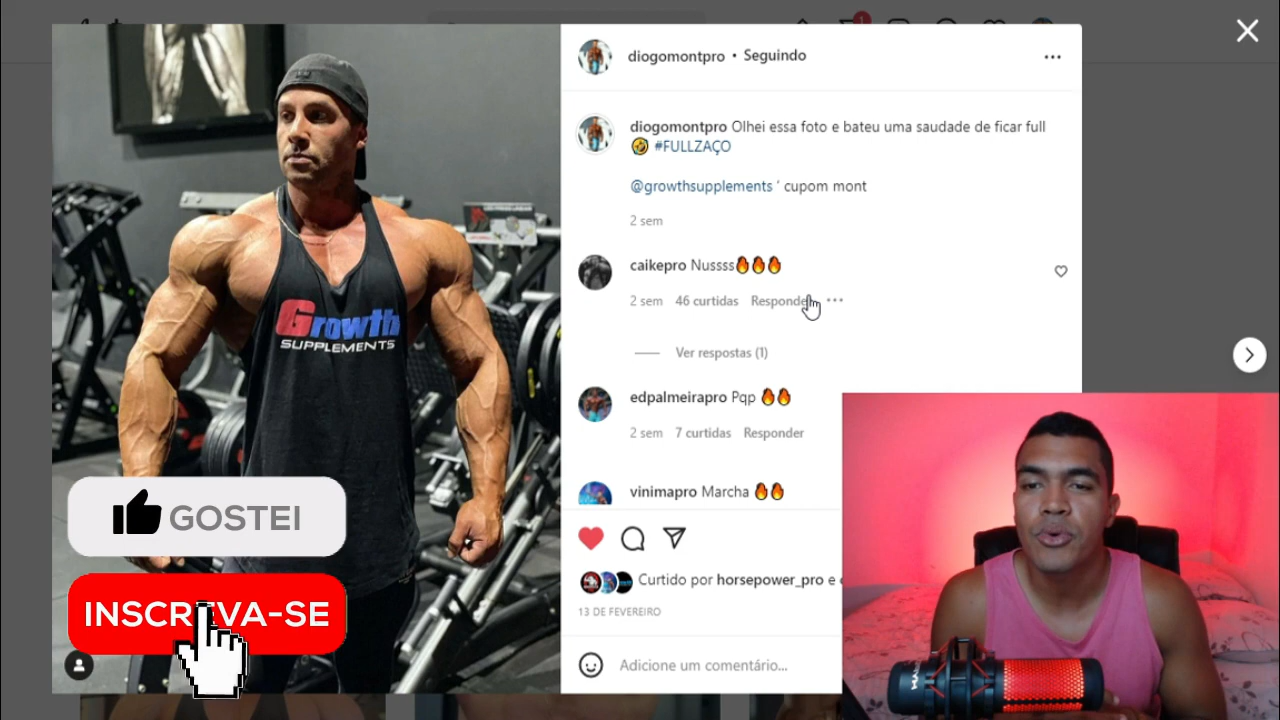 diogomontpro • Seguindo
diogomontpro Olhei essa foto e bateu uma saudade de ficar full
🤣 #FULLZAÇO
@growthsupplements ' cupom mont
2 sem
caikepro Nussss🔥🔥🔥
2 sem 46 curtidas Responder
Ver respostas (1)
edpalmeirapro Pqp 🔥🔥
2 sem 7 curtidas Responder
vinimapro Marcha 🔥🔥
Curtido por horsepower_pro e
13 DE FEVEREIRO
Adicione um comentário...
Growth
SUPPLEMENTS
GOSTEI
INSCREVA-SE
1